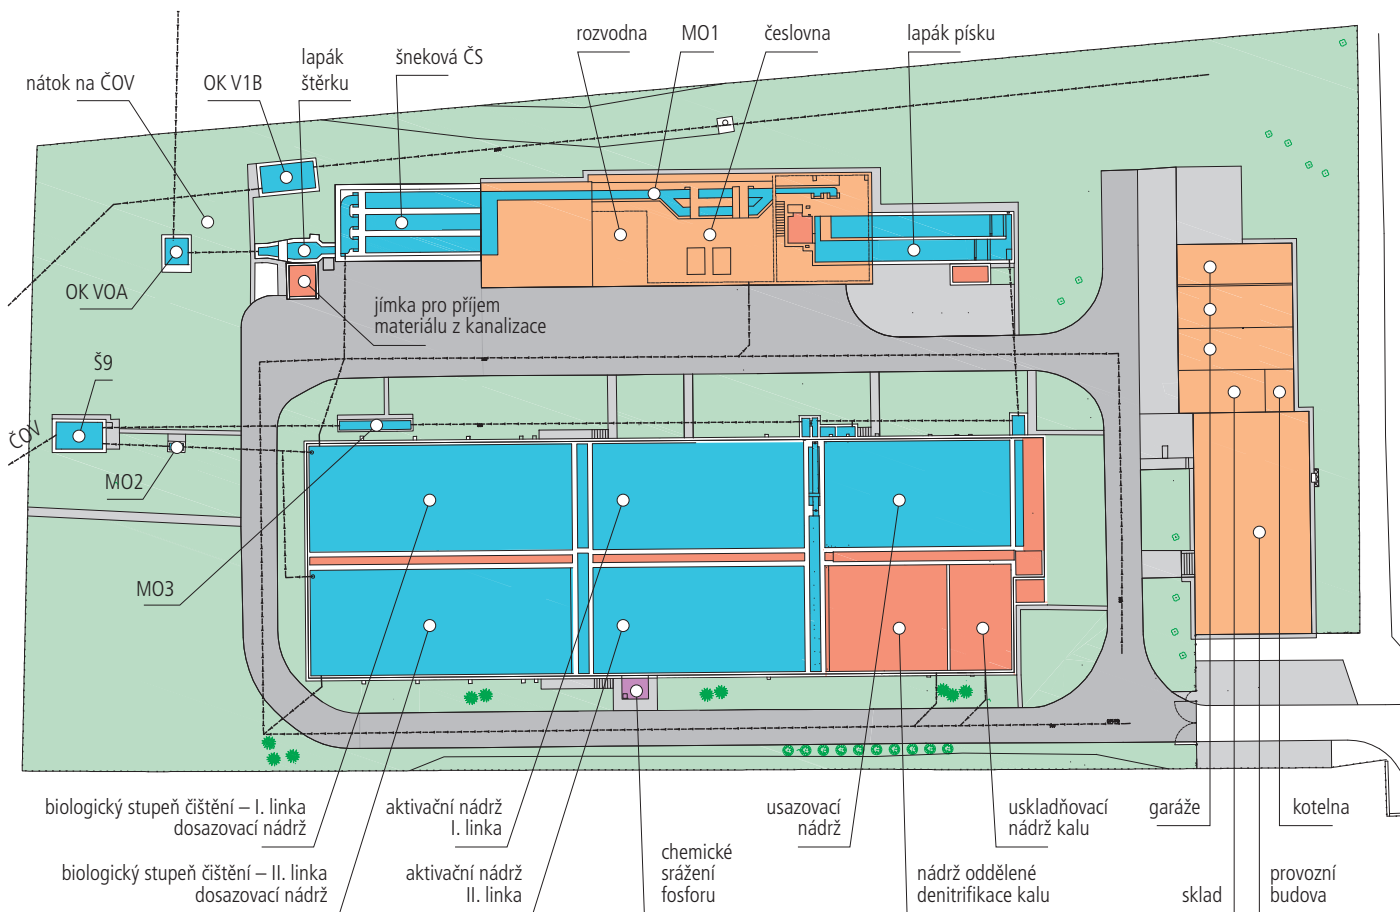 rozvodna
MO1
česlovna
lapák písku
lapák
štěrku
šneková ČS
nátok na ČOV
OK V1B
OK VOA
jímka pro příjem
materiálu z kanalizace
Š9
ČOV
MO2
MO3
biologický stupeň čištění – I. linka
dosazovací nádrž
aktivační nádrž
I. linka
usazovací
nádrž
uskladňovací
nádrž kalu
garáže
kotelna
biologický stupeň čištění – II. linka
dosazovací nádrž
aktivační nádrž
II. linka
chemické
srážení
fosforu
nádrž oddělené
denitrifikace kalu
sklad
provozní
budova